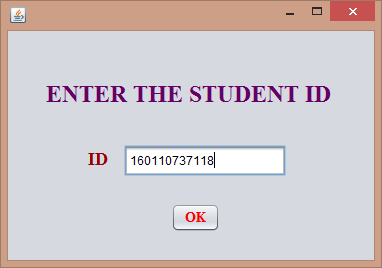 ENTER THE STUDENT ID
ID 160110737118
OK